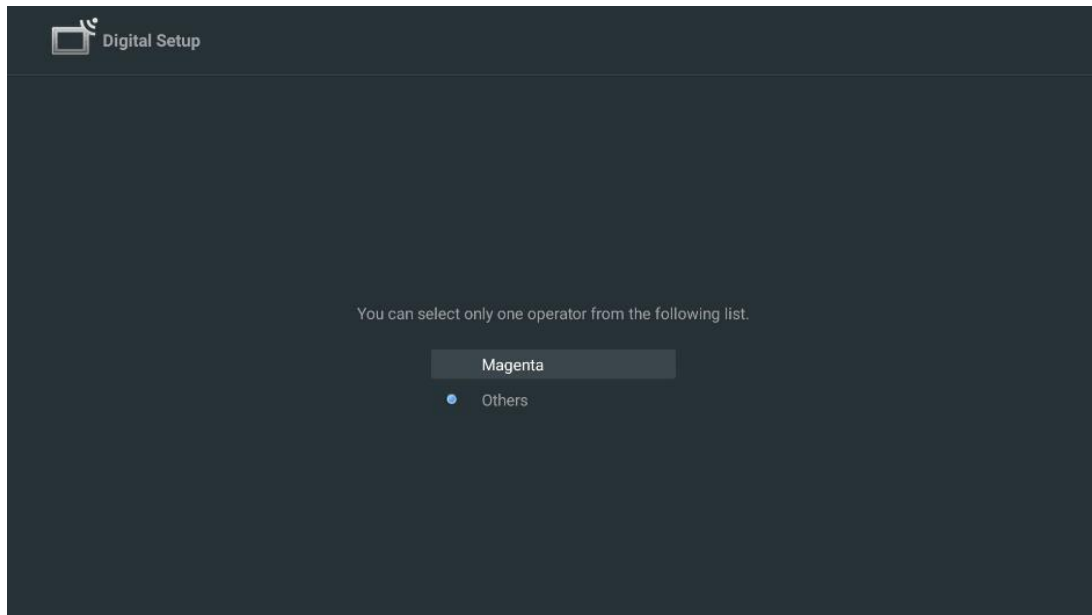 Digital Setup
You can select only one operator from the following list.
Magenta
Others